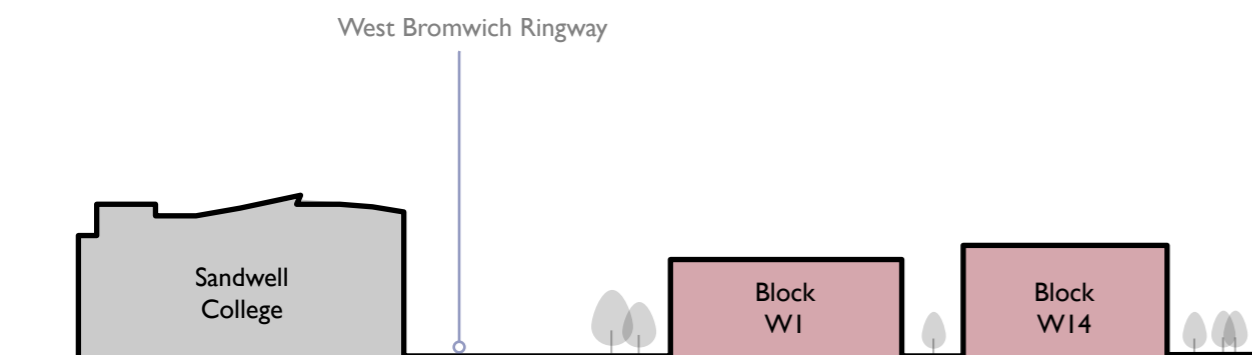 West Bromwich Ringway
Sandwell
College
Block
W1
Block
W14